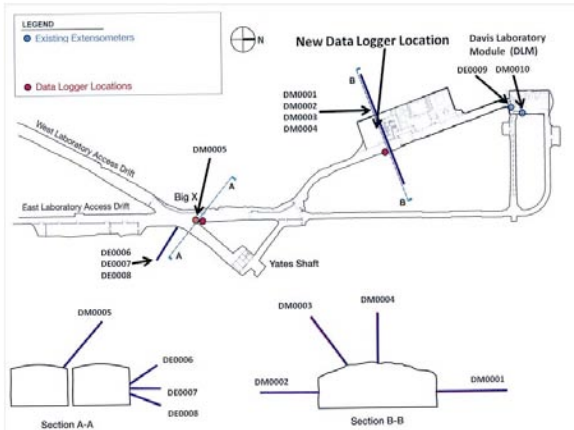 LEGEND
Existing Extensometers
Data Logger Locations
N
New Data Logger Location
Davis Laboratory
Module (DLM)
DE0009 DM0010
B
DM0001
DM0002
DM0003
DM0004
West Laboratory Access Drift
DM0005
B
Big X
A
East Laboratory Access Drift
DE0006
DE0007
DE0008
A
Yates Shaft
DM0005
DE0006
DE0007
DE0008
Section A-A
DM0003
DM0004
DM0002
DM0001
Section B-B